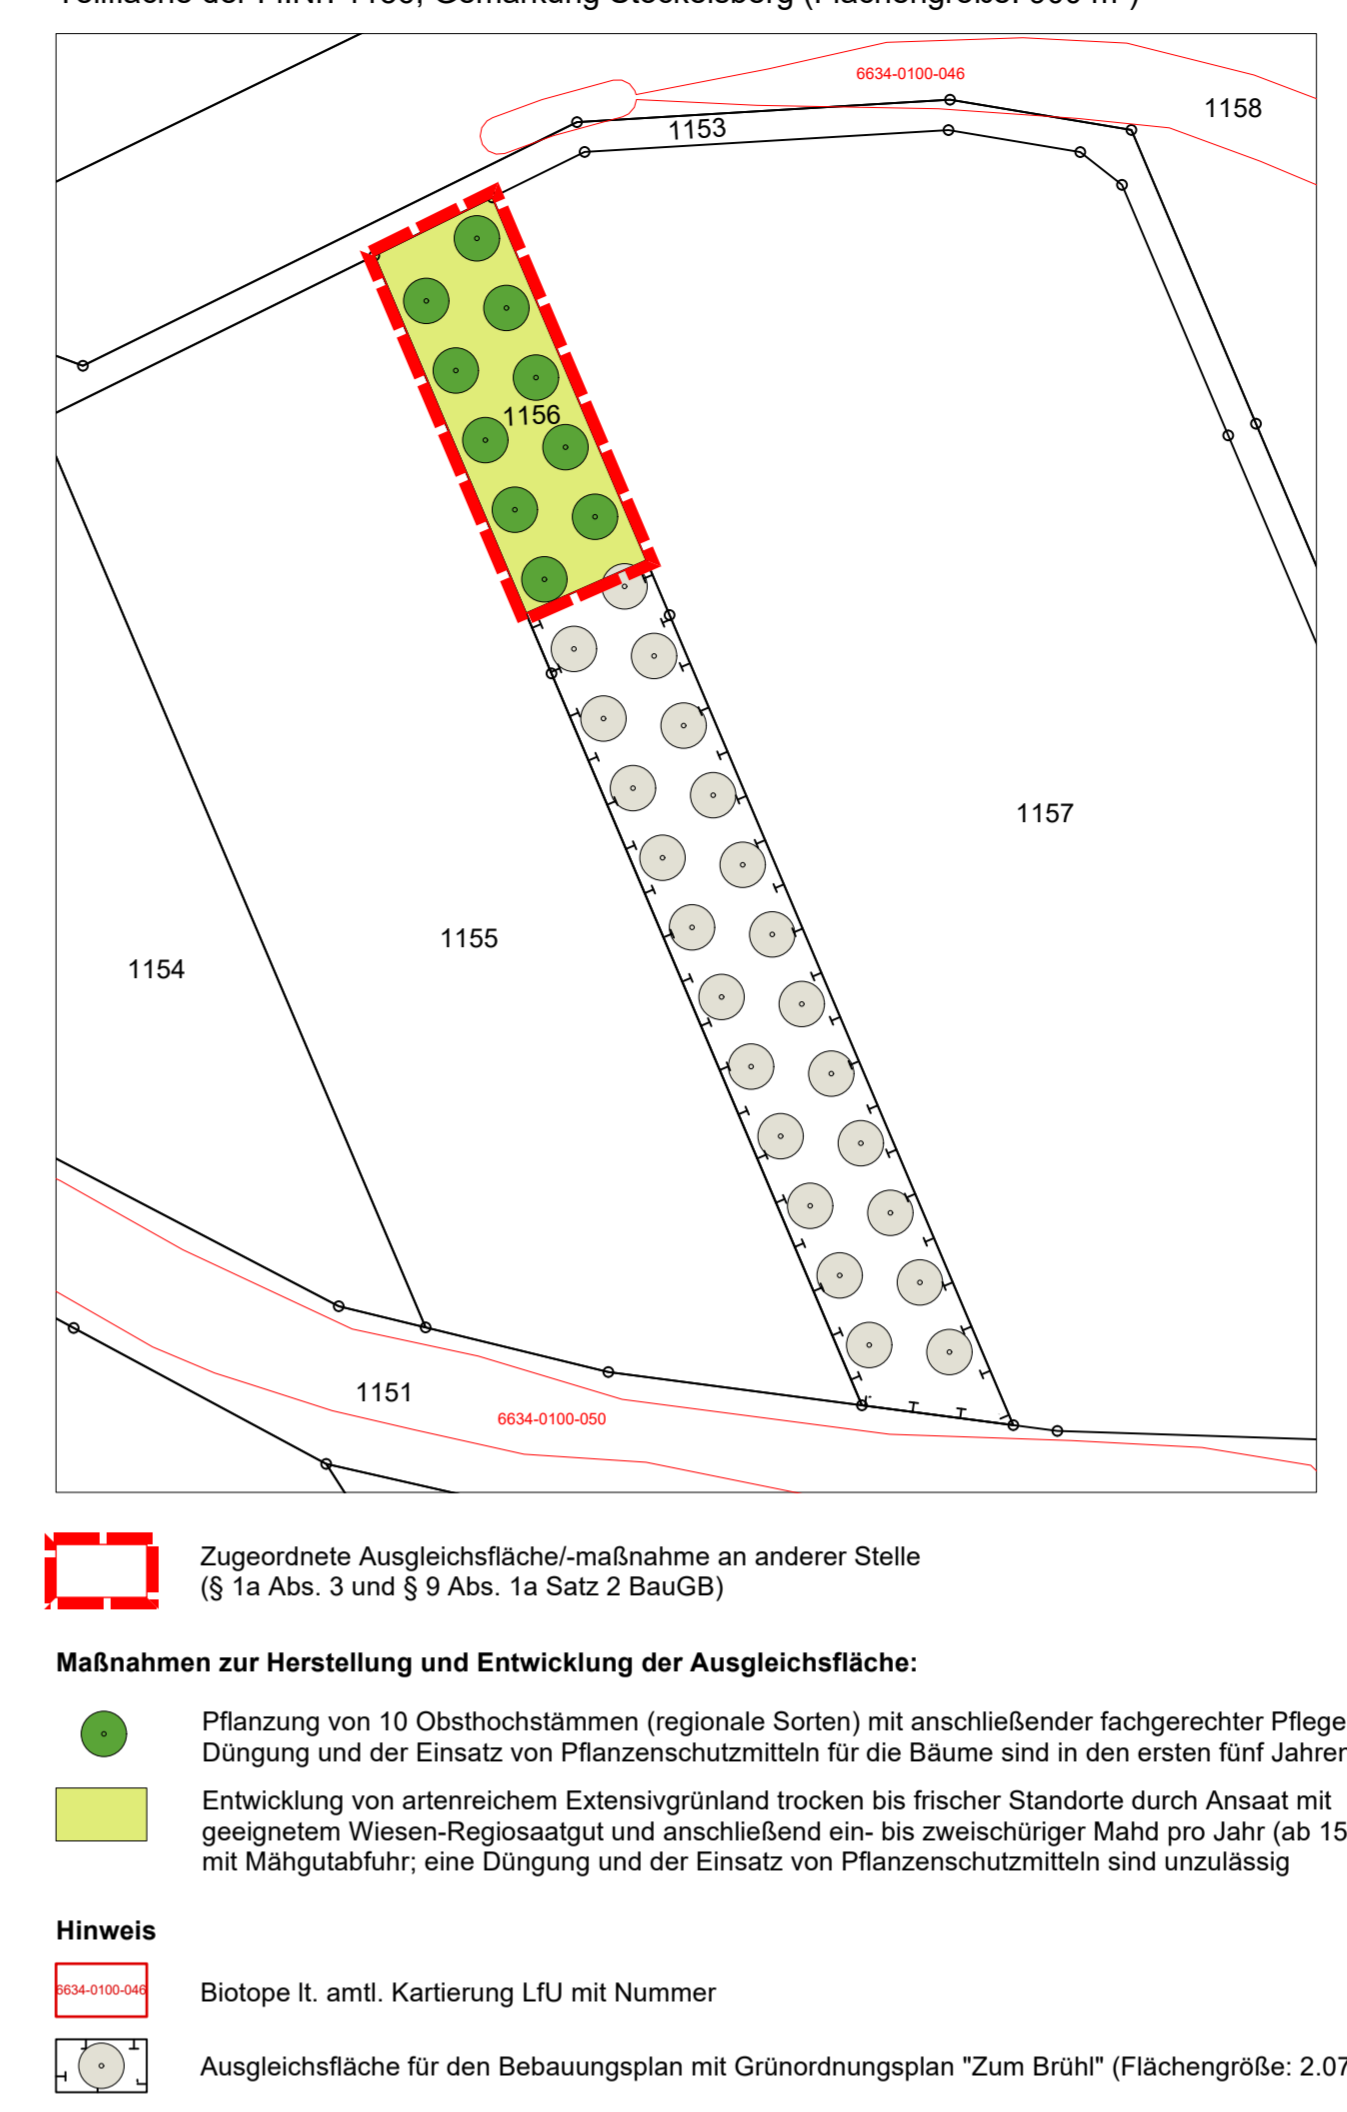 6634-0100-046
1158
1153
1156
1157
1155
1154
1151
6634-0100-050
Zugeordnete Ausgleichsfläche/-maßnahme an anderer Stelle
(§ 1a Abs. 3 und § 9 Abs. 1a Satz 2 BauGB)
Maßnahmen zur Herstellung und Entwicklung der Ausgleichsfläche:
Pflanzung von 10 Obsthochstämmen (regionale Sorten) mit anschließender fachgerechter Pflege
Düngung und der Einsatz von Pflanzenschutzmitteln für die Bäume sind in den ersten fünf Jahren
Entwicklung von artenreichem Extensivgrünland trocken bis frischer Standorte durch Ansaat mit
geeignetem Wiesen-Regiosaatgut und anschließend ein- bis zweischüriger Mahd pro Jahr (ab 15
mit Mähgutabfuhr; eine Düngung und der Einsatz von Pflanzenschutzmitteln sind unzulässig
Hinweis
6634-0100-046
Biotope lt. amtl. Kartierung LfU mit Nummer
Ausgleichsfläche für den Bebauungsplan mit Grünordnungsplan "Zum Brühl" (Flächengröße: 2.07